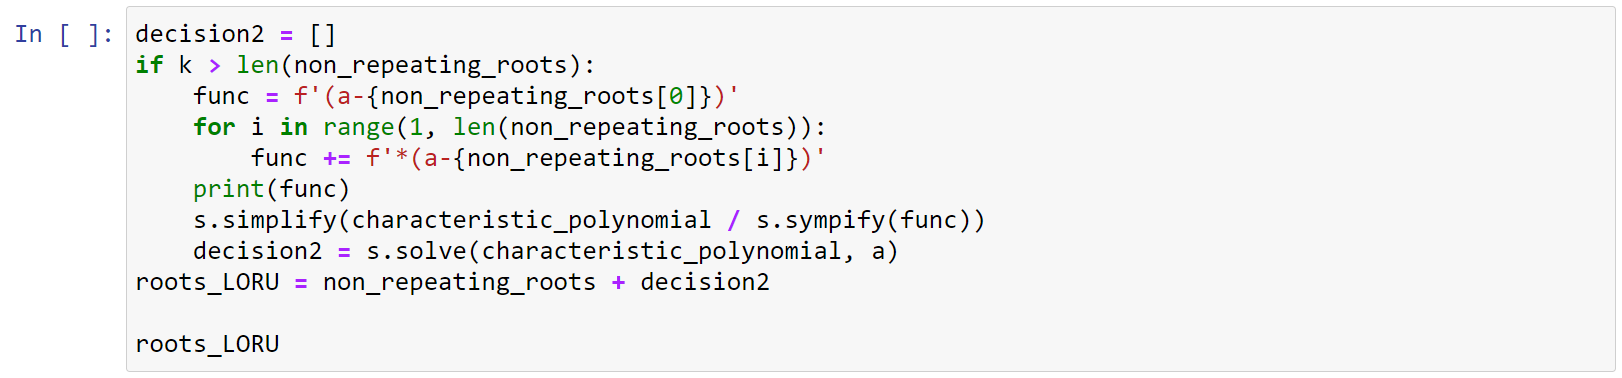 In [ ]: decision2 = []
if k > len(non_repeating_roots):
    func = f'(a-{non_repeating_roots[0]})'
    for i in range(1, len(non_repeating_roots)):
        func += f'*(a-{non_repeating_roots[i]})'
    print(func)
    s.simplify(characteristic_polynomial / s.sympify(func))
    decision2 = s.solve(characteristic_polynomial, a)
roots_LORU = non_repeating_roots + decision2

roots_LORU